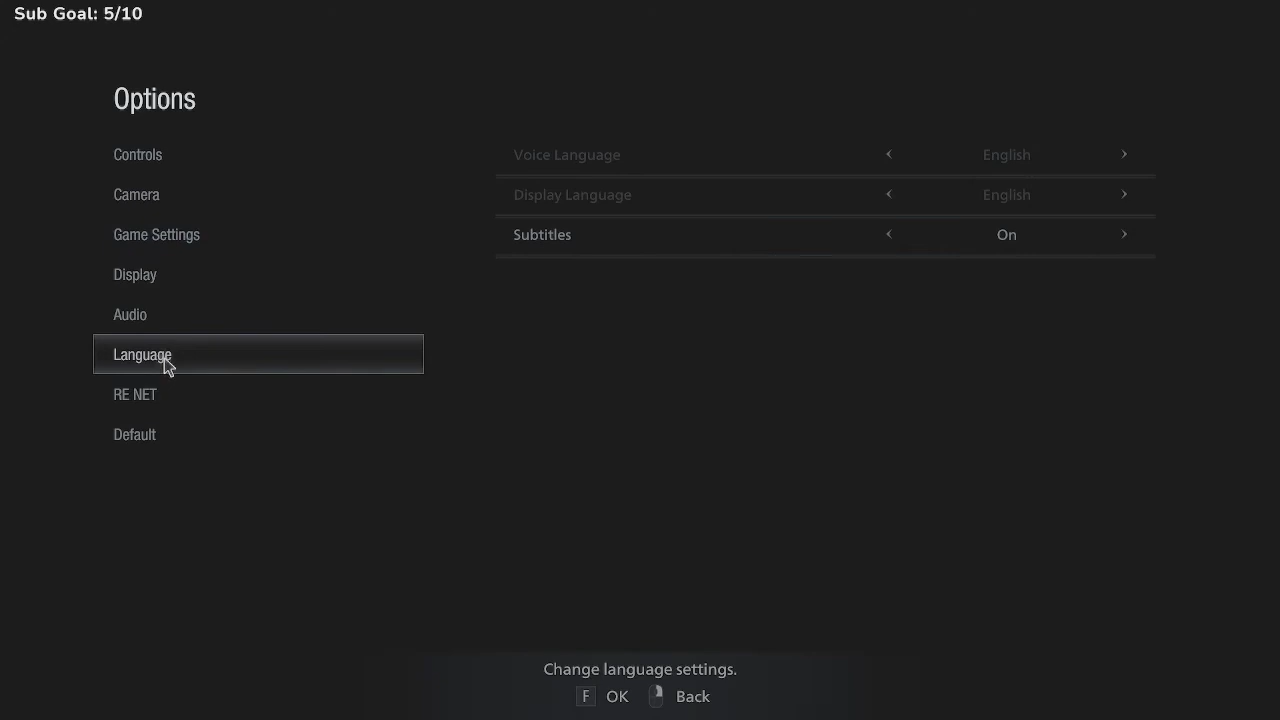 Sub Goal: 5/10
Options
Controls
Camera
Game Settings
Display
Audio
Language
RE NET
Default
Voice Language < English >
Display Language < English >
Subtitles < On >
Change language settings.
F OK Back